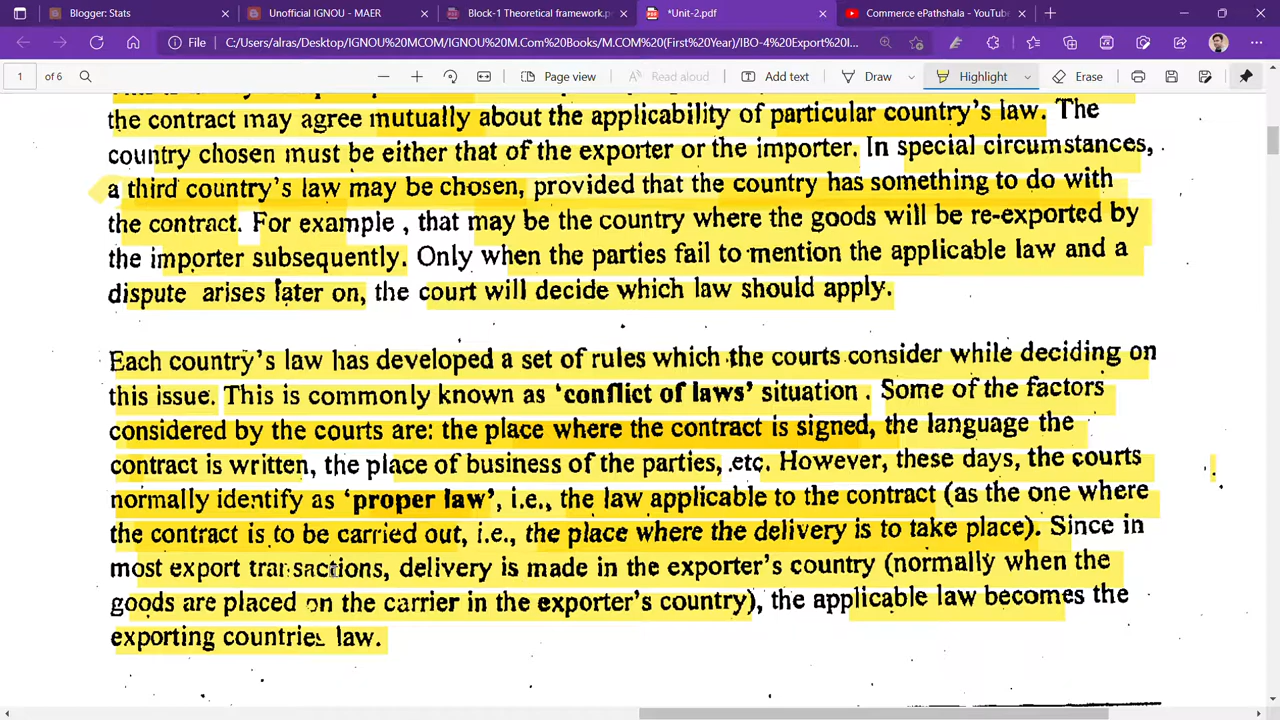 Blogger: Stats
Unofficial IGNOU - MAER
Block-1 Theoretical framework.p
*Unit-2.pdf
Commerce ePathshala - YouTube
File C:/Users/alras/Desktop/IGNOU%20MCOM/IGNOU%20M.Com%20Books/M.COM%20(First%20Year)/IBO-4%20Export%20I...
1 of 6 Page view Read aloud Add text Draw Highlight Erase
the contract may agree mutually about the applicability of particular country's law. The
country chosen must be either that of the exporter or the importer. In special circumstances,
a third country's law may be chosen, provided that the country has something to do with
the contract. For example , that may be the country where the goods will be re-exported by
the importer subsequently. Only when the parties fail to mention the applicable law and a
dispute arises later on, the court will decide which law should apply.
Each country's law has developed a set of rules which the courts consider while deciding on
this issue. This is commonly known as 'conflict of laws' situation . Some of the factors
considered by the courts are: the place where the contract is signed, the language the
contract is written, the place of business of the parties, etc. However, these days, the courts
normally identify as 'proper law', i.e., the law applicable to the contract (as the one where
the contract is to be carried out, i.e., the place where the delivery is to take place). Since in
most export transactions, delivery is made in the exporter's country (normally when the
goods are placed on the carrier in the exporter's country), the applicable law becomes the
exporting countries law.